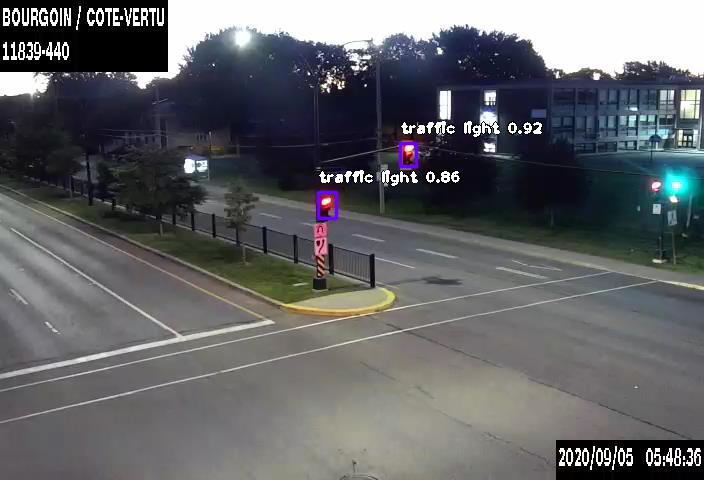 BOURGOIN / COTE-VERTU
11839-440
traffic light 0.92
traffic light 0.86
2020/09/05 05:48:36